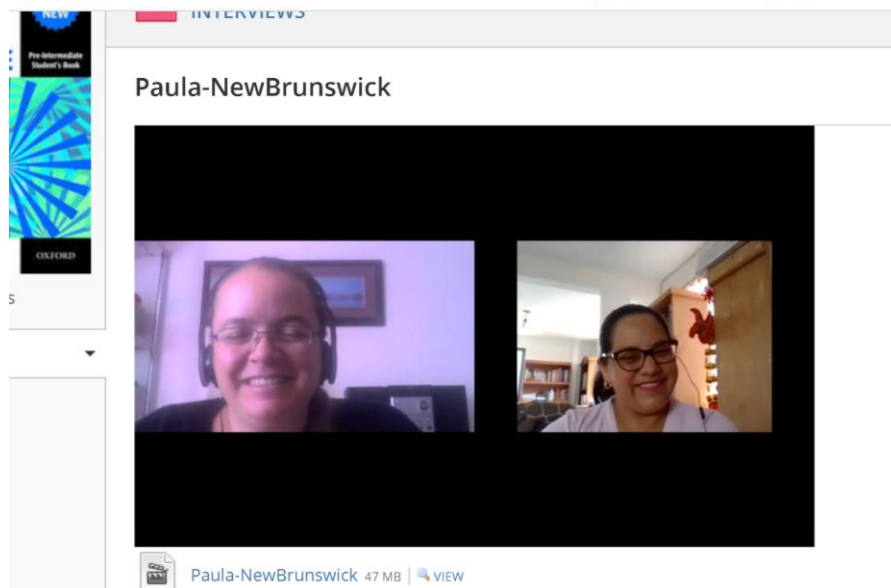 NEW
INTERVIEWS
Pre-Intermediate
Student's Book
OXFORD
s
Paula-NewBrunswick
Paula-NewBrunswick 47 MB | VIEW